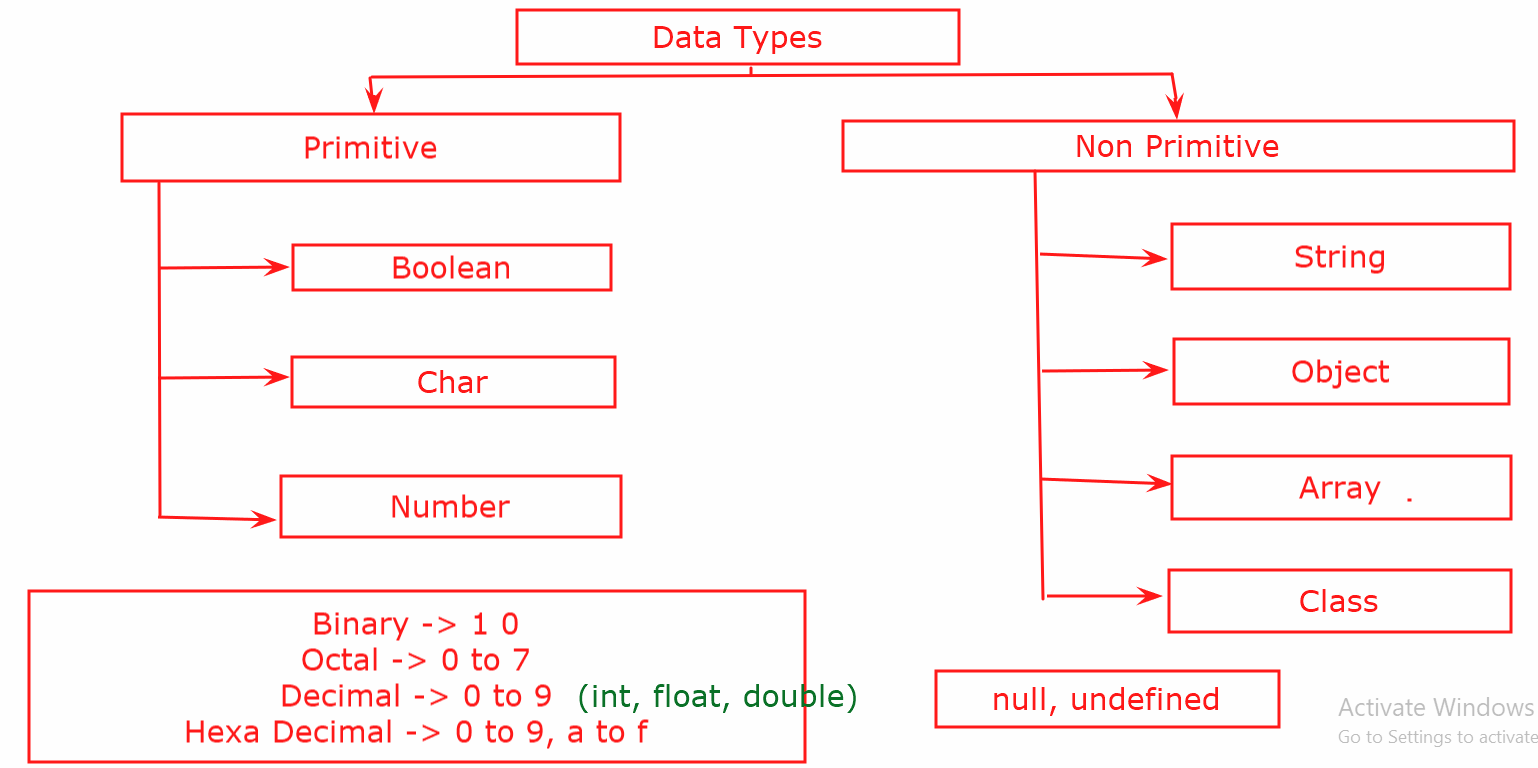 Data Types
Primitive
Non Primitive
Boolean
String
Char
Object
Number
Array .
Class
Binary -> 1 0
Octal -> 0 to 7
Decimal -> 0 to 9 (int, float, double)
Hexa Decimal -> 0 to 9, a to f
null, undefined
Activate Windows
Go to Settings to activate